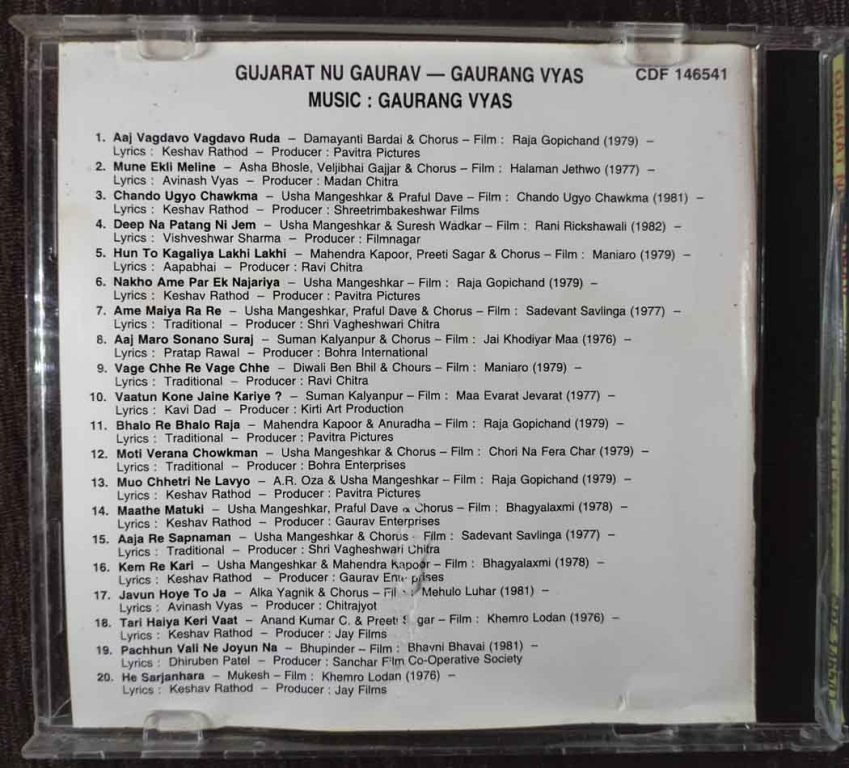 GUJARAT NU GAURAV — GAURANG VYAS CDF 146541
MUSIC : GAURANG VYAS
1. Aaj Vagdavo Vagdavo Ruda – Damayanti Bardai & Chorus – Film : Raja Gopichand (1979) –
Lyrics : Keshav Rathod – Producer : Pavitra Pictures
2. Mune Ekli Meline – Asha Bhosle, Veljibhai Gajjar & Chorus – Film : Halaman Jethwo (1977) –
Lyrics : Avinash Vyas – Producer : Madan Chitra
3. Chando Ugyo Chawkma – Usha Mangeshkar & Praful Dave – Film : Chando Ugyo Chawkma (1981) –
Lyrics : Keshav Rathod – Producer : Shreetrimbakeshwar Films
4. Deep Na Patang Ni Jem – Usha Mangeshkar & Suresh Wadkar – Film : Rani Rickshawali (1982) –
Lyrics : Vishveshwar Sharma – Producer : Filmnagar
5. Hun To Kagaliya Lakhi Lakhi – Mahendra Kapoor, Preeti Sagar & Chorus – Film : Maniaro (1979) –
Lyrics : Aapabhai – Producer : Ravi Chitra
6. Nakho Ame Par Ek Najariya – Usha Mangeshkar – Film : Raja Gopichand (1979) –
Lyrics : Keshav Rathod – Producer : Pavitra Pictures
7. Ame Maiya Ra Re – Usha Mangeshkar, Praful Dave & Chorus – Film : Sadevant Savlinga (1977) –
Lyrics : Traditional – Producer : Shri Vagheshwari Chitra
8. Aaj Maro Sonano Suraj – Suman Kalyanpur & Chorus – Film : Jai Khodiyar Maa (1976) –
Lyrics : Pratap Rawal – Producer : Bohra International
9. Vage Chhe Re Vage Chhe – Diwali Ben Bhil & Chours – Film : Maniaro (1979) –
Lyrics : Traditional – Producer : Ravi Chitra
10. Vaatun Kone Jaine Kariye ? – Suman Kalyanpur – Film : Maa Evarat Jevarat (1977) –
Lyrics : Kavi Dad – Producer : Kirti Art Production
11. Bhalo Re Bhalo Raja – Mahendra Kapoor & Anuradha – Film : Raja Gopichand (1979) –
Lyrics : Traditional – Producer : Pavitra Pictures
12. Moti Verana Chowkman – Usha Mangeshkar & Chorus – Film : Chori Na Fera Char (1979) –
Lyrics : Traditional – Producer : Bohra Enterprises
13. Muo Chhetri Ne Lavyo – A.R. Oza & Usha Mangeshkar – Film : Raja Gopichand (1979) –
Lyrics : Keshav Rathod – Producer : Pavitra Pictures
14. Maathe Matuki – Usha Mangeshkar, Praful Dave & Chorus – Film : Bhagyalaxmi (1978) –
Lyrics : Keshav Rathod – Producer : Gaurav Enterprises
15. Aaja Re Sapnaman – Usha Mangeshkar & Chorus – Film : Sadevant Savlinga (1977) –
Lyrics : Traditional – Producer : Shri Vagheshwari Chitra
16. Kem Re Kari – Usha Mangeshkar & Mahendra Kapoor – Film : Bhagyalaxmi (1978) –
Lyrics : Keshav Rathod – Producer : Gaurav Enterprises
17. Javun Hoye To Ja – Alka Yagnik & Chorus – Film : Mehulo Luhar (1981) –
Lyrics : Avinash Vyas – Producer : Chitrajyot
18. Tari Haiya Keri Vaat – Anand Kumar C. & Preeti Sagar – Film : Khemro Lodan (1976) –
Lyrics : Keshav Rathod – Producer : Jay Films
19. Pachhun Vali Ne Joyun Na – Bhupinder – Film : Bhavni Bhavai (1981) –
Lyrics : Dhiruben Patel – Producer : Sanchar Film Co-Operative Society
20. He Sarjanhara – Mukesh – Film : Khemro Lodan (1976) –
Lyrics : Keshav Rathod – Producer : Jay Films
GUJARAT